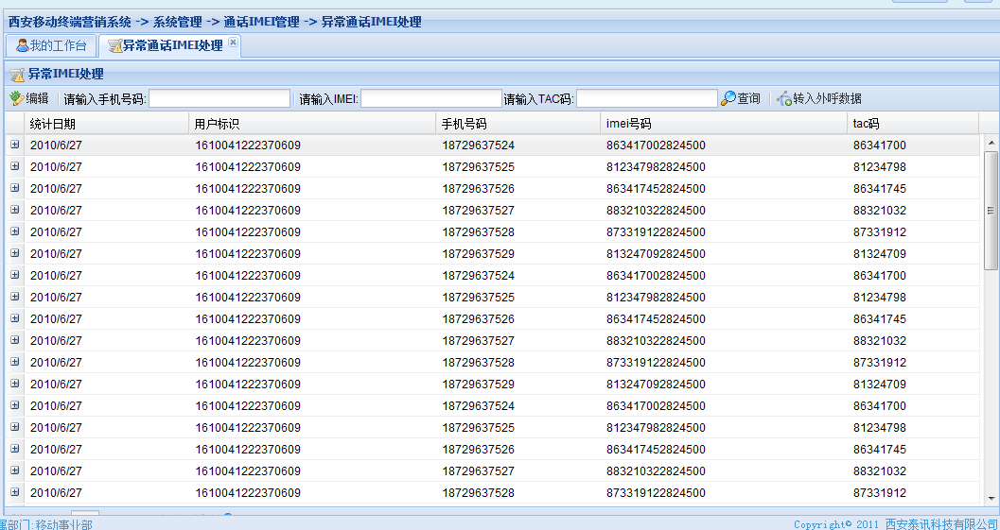 西安移动终端营销系统 -> 系统管理 -> 通话IMEI管理 -> 异常通话IMEI处理
我的工作台 异常通话IMEI处理
异常IMEI处理
编辑 请输入手机号码: 请输入IMEI: 请输入TAC码: 查询 转入外呼数据
统计日期 用户标识 手机号码 imei号码 tac码
2010/6/27 1610041222370609 18729637524 863417002824500 86341700
2010/6/27 1610041222370609 18729637525 812347982824500 81234798
2010/6/27 1610041222370609 18729637526 863417452824500 86341745
2010/6/27 1610041222370609 18729637527 883210322824500 88321032
2010/6/27 1610041222370609 18729637528 873319122824500 87331912
2010/6/27 1610041222370609 18729637529 813247092824500 81324709
2010/6/27 1610041222370609 18729637524 863417002824500 86341700
2010/6/27 1610041222370609 18729637525 812347982824500 81234798
2010/6/27 1610041222370609 18729637526 863417452824500 86341745
2010/6/27 1610041222370609 18729637527 883210322824500 88321032
2010/6/27 1610041222370609 18729637528 873319122824500 87331912
2010/6/27 1610041222370609 18729637529 813247092824500 81324709
2010/6/27 1610041222370609 18729637524 863417002824500 86341700
2010/6/27 1610041222370609 18729637525 812347982824500 81234798
2010/6/27 1610041222370609 18729637526 863417452824500 86341745
2010/6/27 1610041222370609 18729637527 883210322824500 88321032
2010/6/27 1610041222370609 18729637528 873319122824500 87331912
属部门:移动事业部 Copyright© 2011 西安泰讯科技有限公司